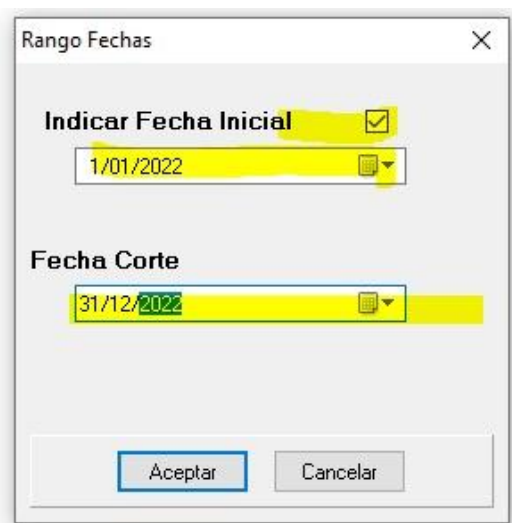 Rango Fechas
Indicar Fecha Inicial
1/01/2022
Fecha Corte
31/12/2022
Aceptar Cancelar